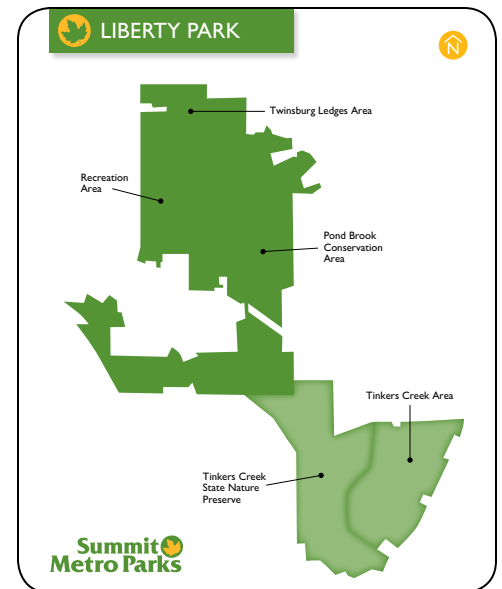 LIBERTY PARK
N
Twinsburg Ledges Area
Recreation
Area
Pond Brook
Conservation
Area
Tinkers Creek Area
Tinkers Creek
State Nature
Preserve
Summit
Metro Parks